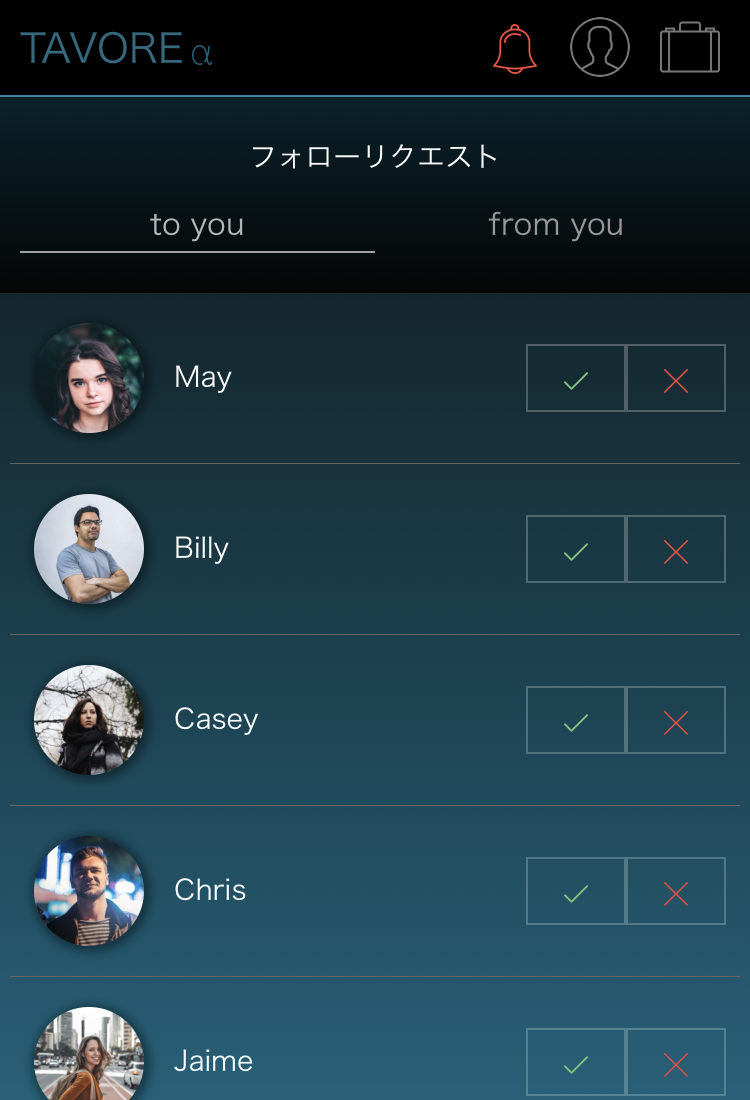 TAVORE α
フォローリクエスト
to you
from you
May
Billy
Casey
Chris
Jaime